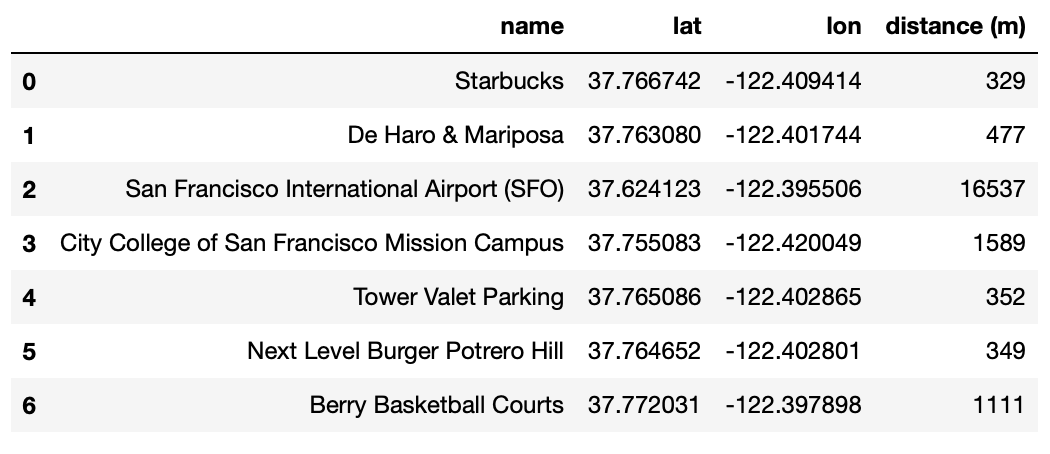 name lat lon distance (m)
0 Starbucks 37.766742 -122.409414 329
1 De Haro & Mariposa 37.763080 -122.401744 477
2 San Francisco International Airport (SFO) 37.624123 -122.395506 16537
3 City College of San Francisco Mission Campus 37.755083 -122.420049 1589
4 Tower Valet Parking 37.765086 -122.402865 352
5 Next Level Burger Potrero Hill 37.764652 -122.402801 349
6 Berry Basketball Courts 37.772031 -122.397898 1111